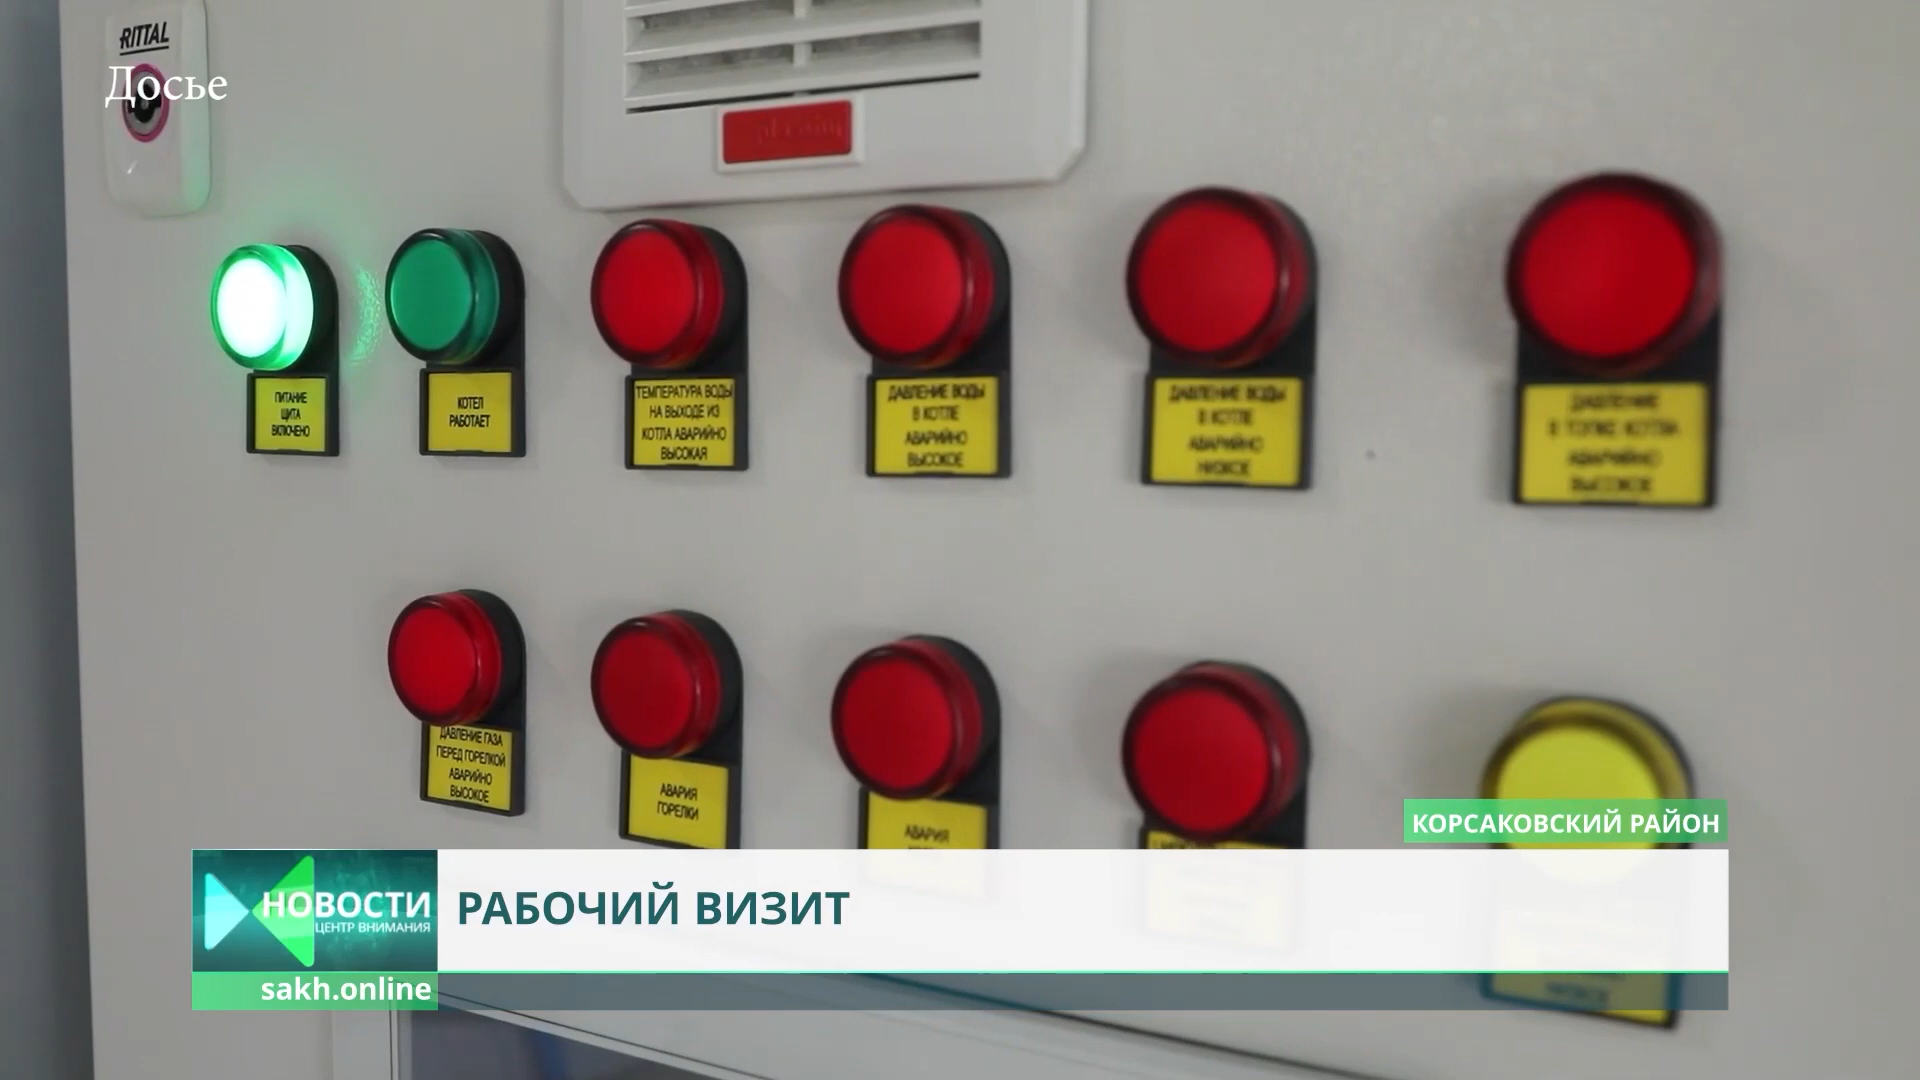 RITTAL
Досье
ПИТАНИЕ
ЩИТА
ВКЛЮЧЕНО
КОТЕЛ
РАБОТАЕТ
ТЕМПЕРАТУРА ВОДЫ
НА ВЫХОДЕ ИЗ
КОТЛА АВАРИЙНО
ВЫСОКАЯ
ДАВЛЕНИЕ ВОДЫ
В КОТЛЕ
АВАРИЙНО
ВЫСОКОЕ
ДАВЛЕНИЕ ВОДЫ
В КОТЛЕ
АВАРИЙНО
НИЗКОЕ
ДАВЛЕНИЕ
В ТОПКЕ КОТЛА
АВАРИЙНО
ВЫСОКОЕ
ДАВЛЕНИЕ ГАЗА
ПЕРЕД ГОРЕЛКОЙ
АВАРИЙНО
ВЫСОКОЕ
АВАРИЯ
ГОРЕЛКИ
АВАРИЯ
КОРСАКОВСКИЙ РАЙОН
НОВОСТИ
ЦЕНТР ВНИМАНИЯ
РАБОЧИЙ ВИЗИТ
sakh.online
НИЗКОЕ